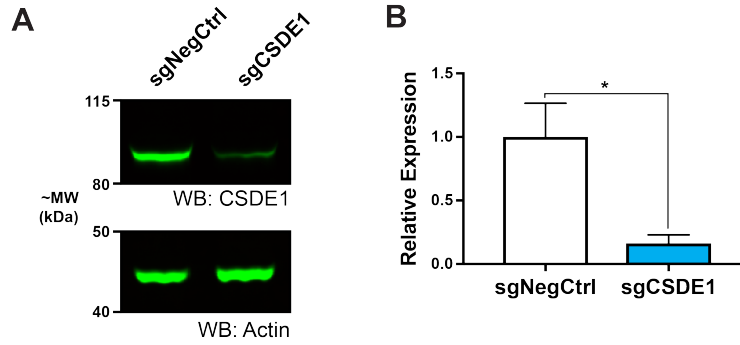 A
sgNegCtrl
sgCSDE1
115
80
WB: CSDE1
~MW
(kDa)
50
40
WB: Actin
B
Relative Expression
1.5
1.0
0.5
0.0
*
sgNegCtrl
sgCSDE1